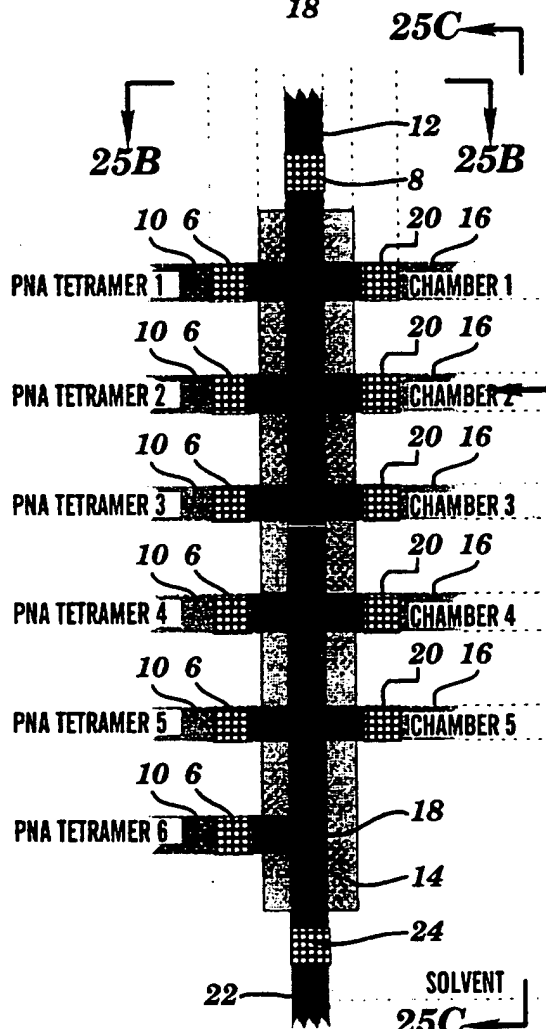 18
25C
12
25B 25B
8
10 6 20 16
PNA TETRAMER 1 CHAMBER 1
10 6 20 16
PNA TETRAMER 2 CHAMBER 2
10 6 20 16
PNA TETRAMER 3 CHAMBER 3
10 6 20 16
PNA TETRAMER 4 CHAMBER 4
10 6 20 16
PNA TETRAMER 5 CHAMBER 5
10 6
PNA TETRAMER 6
18
14
24
SOLVENT
22
25C